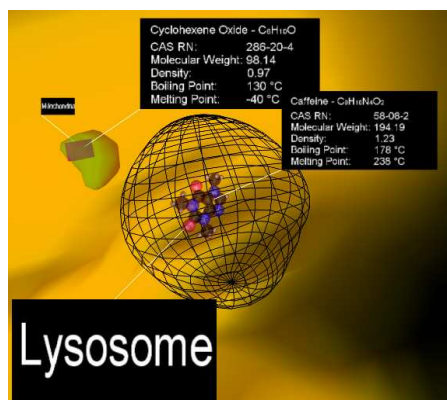 Cyclohexene Oxide - C₆H₁₀O
CAS RN: 286-20-4
Molecular Weight: 98.14
Density: 0.97
Boiling Point: 130 °C
Melting Point: -40 °C
Mitochondria
Caffeine - C₈H₁₀N₄O₂
CAS RN: 58-08-2
Molecular Weight: 194.19
Density: 1.23
Boiling Point: 178 °C
Melting Point: 238 °C
Lysosome